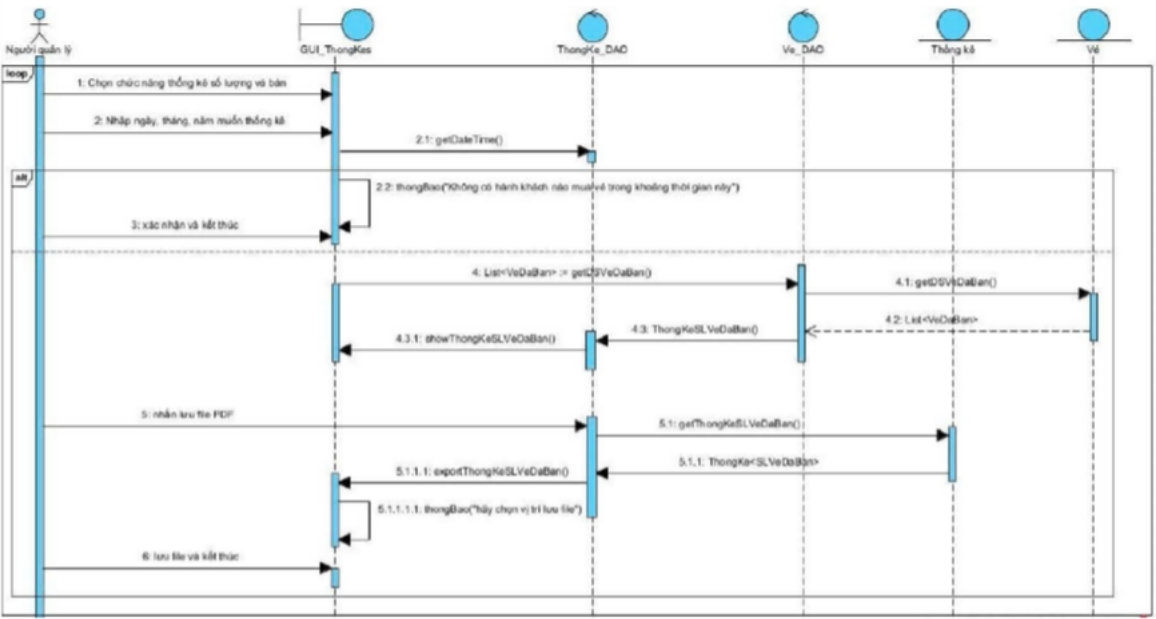 Người quản lý
GUI_ThongKes
ThongKe_DAO
Ve_DAO
Thống kê
Vé
loop
1: Chọn chức năng thống kê số lượng vé bán
2: Nhập ngày, tháng, năm muốn thống kê
2.1: getDateTime()
alt
2.2: thongBao("Không có hành khách nào mua vé trong khoảng thời gian này")
3: xác nhận và kết thúc
4: List<VeDaBan> := getDSVeDaBan()
4.1: getDSVeDaBan()
4.2: List<VeDaBan>
4.3: ThongKeSLVeDaBan()
4.3.1: showThongKeSLVeDaBan()
5: nhấn lưu file PDF
5.1: getThongKeSLVeDaBan()
5.1.1: ThongKe<SLVeDaBan>
5.1.1.1: exportThongKeSLVeDaBan()
5.1.1.1.1: thongBao("hãy chọn vị trí lưu file")
6: lưu file và kết thúc